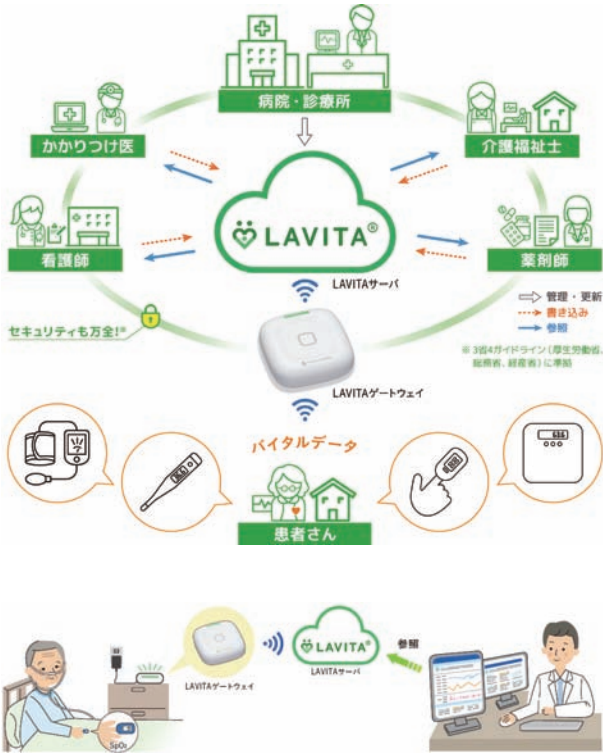 病院・診療所
かかりつけ医
介護福祉士
看護師
薬剤師
LAVITA®
LAVITAサーバ
管理・更新
書き込み
参照
セキュリティも万全!※
※ 3省4ガイドライン(厚生労働省、
総務省、経産省)に準拠
LAVITAゲートウェイ
バイタルデータ
患者さん
LAVITAゲートウェイ
LAVITA®
LAVITAサーバ
参照
SpO₂